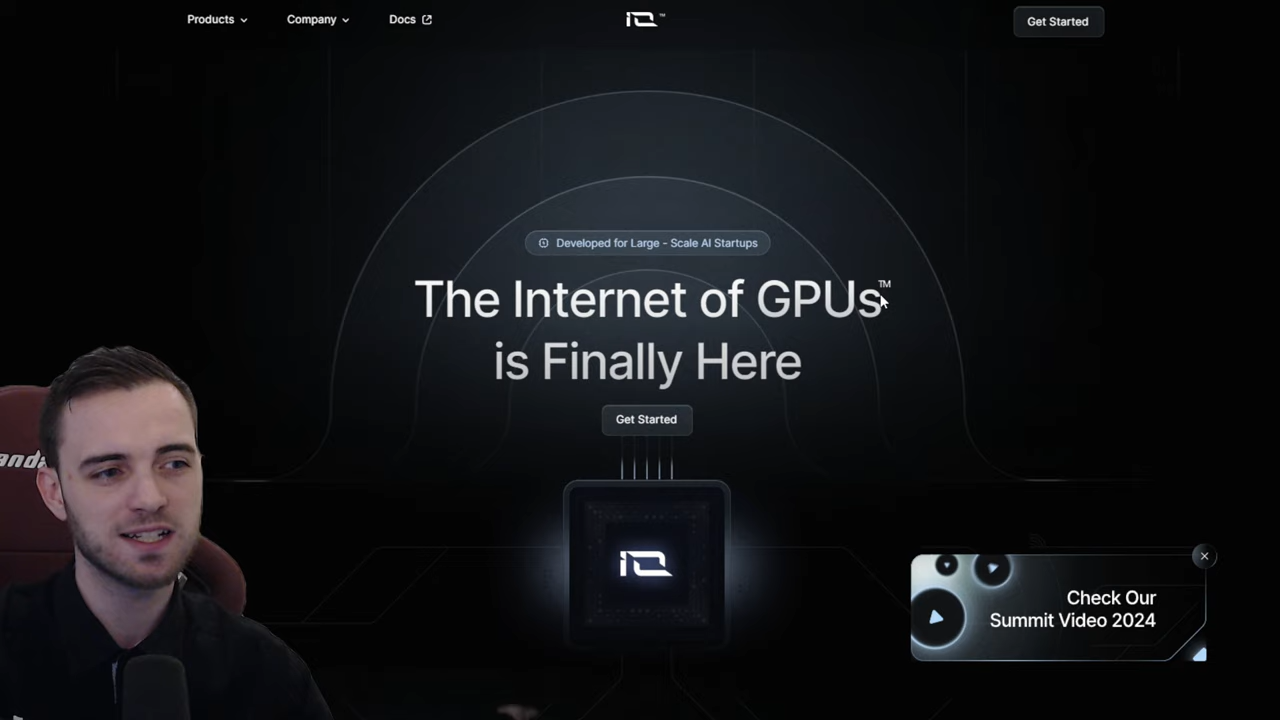 Products
Company
Docs
IO™
Get Started
Developed for Large - Scale AI Startups
The Internet of GPUs™
is Finally Here
Get Started
IO
Check Our
Summit Video 2024